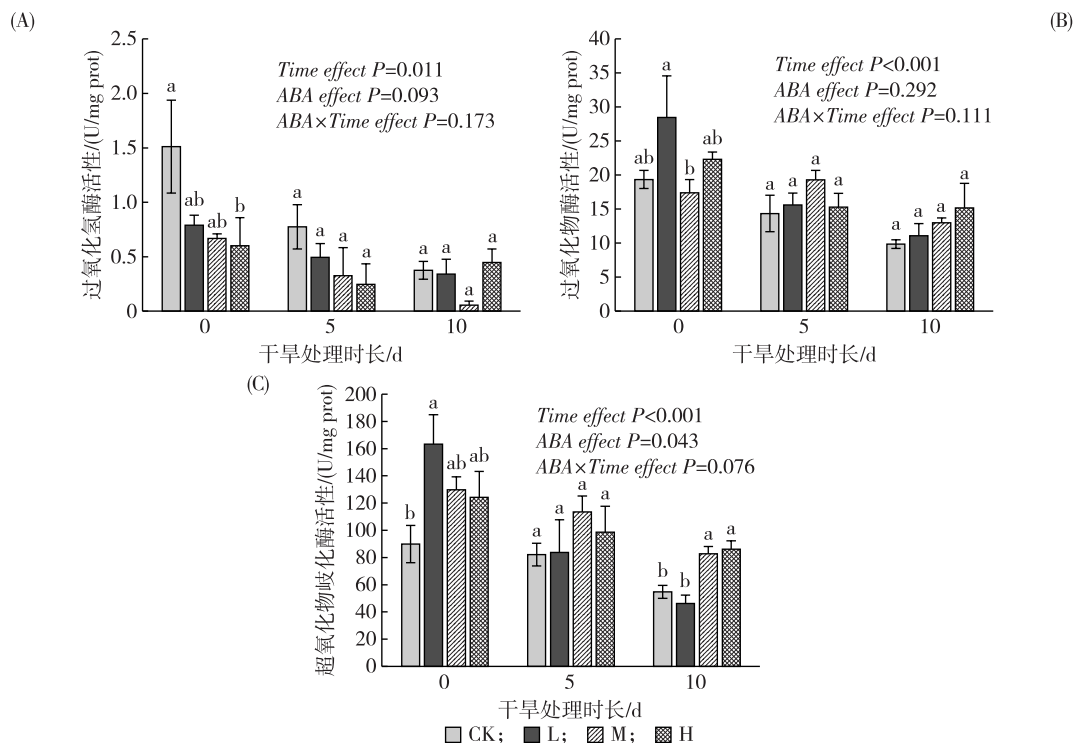 (A)
(B)
2.5
2.0
1.5
1.0
0.5
0
过氧化氢酶活性/(U/mg prot)
Time effect P=0.011
ABA effect P=0.093
ABA×Time effect P=0.173
a
ab
ab
b
a
a
a
a
a
a
a
a
0
5
10
干旱处理时长/d
40
35
30
25
20
15
10
5
0
过氧化物酶活性/(U/mg prot)
Time effect P<0.001
ABA effect P=0.292
ABA×Time effect P=0.111
ab
a
b
ab
a
a
a
a
a
a
a
a
0
5
10
干旱处理时长/d
(C)
200
180
160
140
120
100
80
60
40
20
0
超氧化物歧化酶活性/(U/mg prot)
Time effect P<0.001
ABA effect P=0.043
ABA×Time effect P=0.076
b
a
ab
ab
a
a
a
a
b
b
a
a
0
5
10
干旱处理时长/d
CK; L; M; H